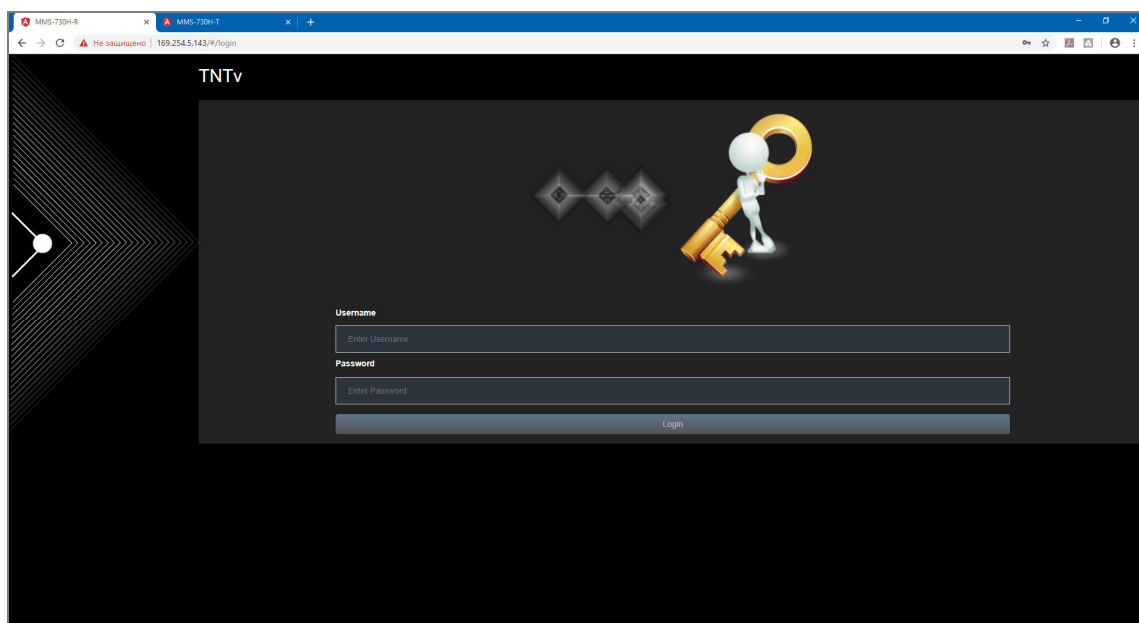 MMS-730H-R
MMS-730H-T
Не защищено
169.254.5.143/#/login
TNTv
Username
Enter Username
Password
Enter Password
Login